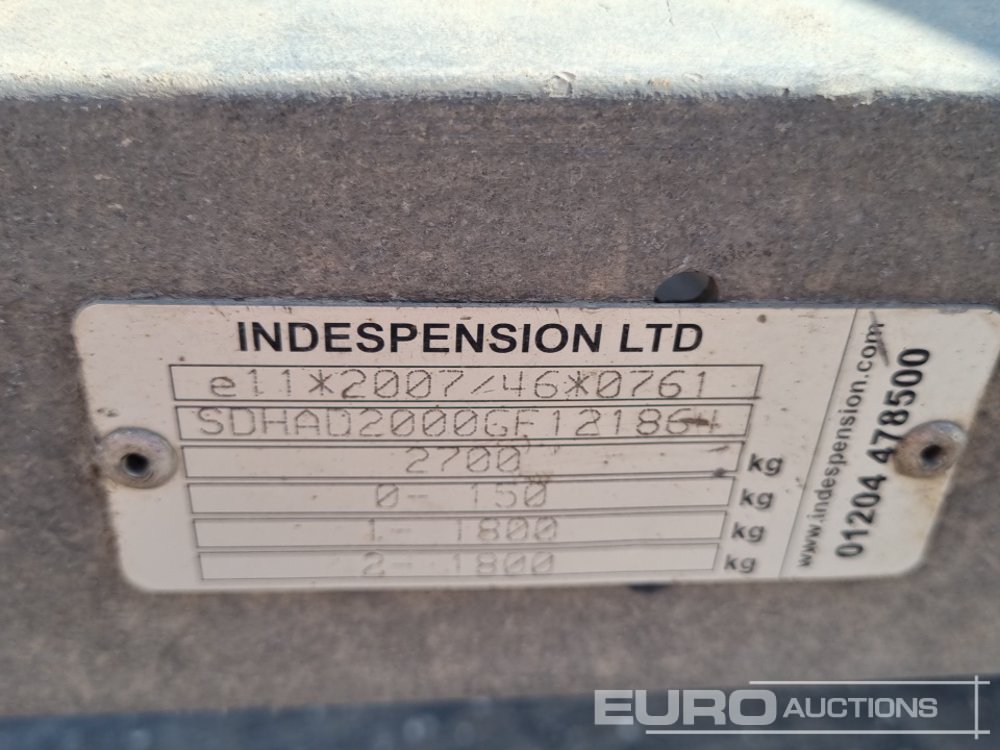 INDESPENSION LTD
e11*2007/46*0761
SDHAD2000GF121864
2700 kg
0- 150 kg
1- 1800 kg
2- 1800 kg
www.indespension.com
01204 478500
EURO AUCTIONS